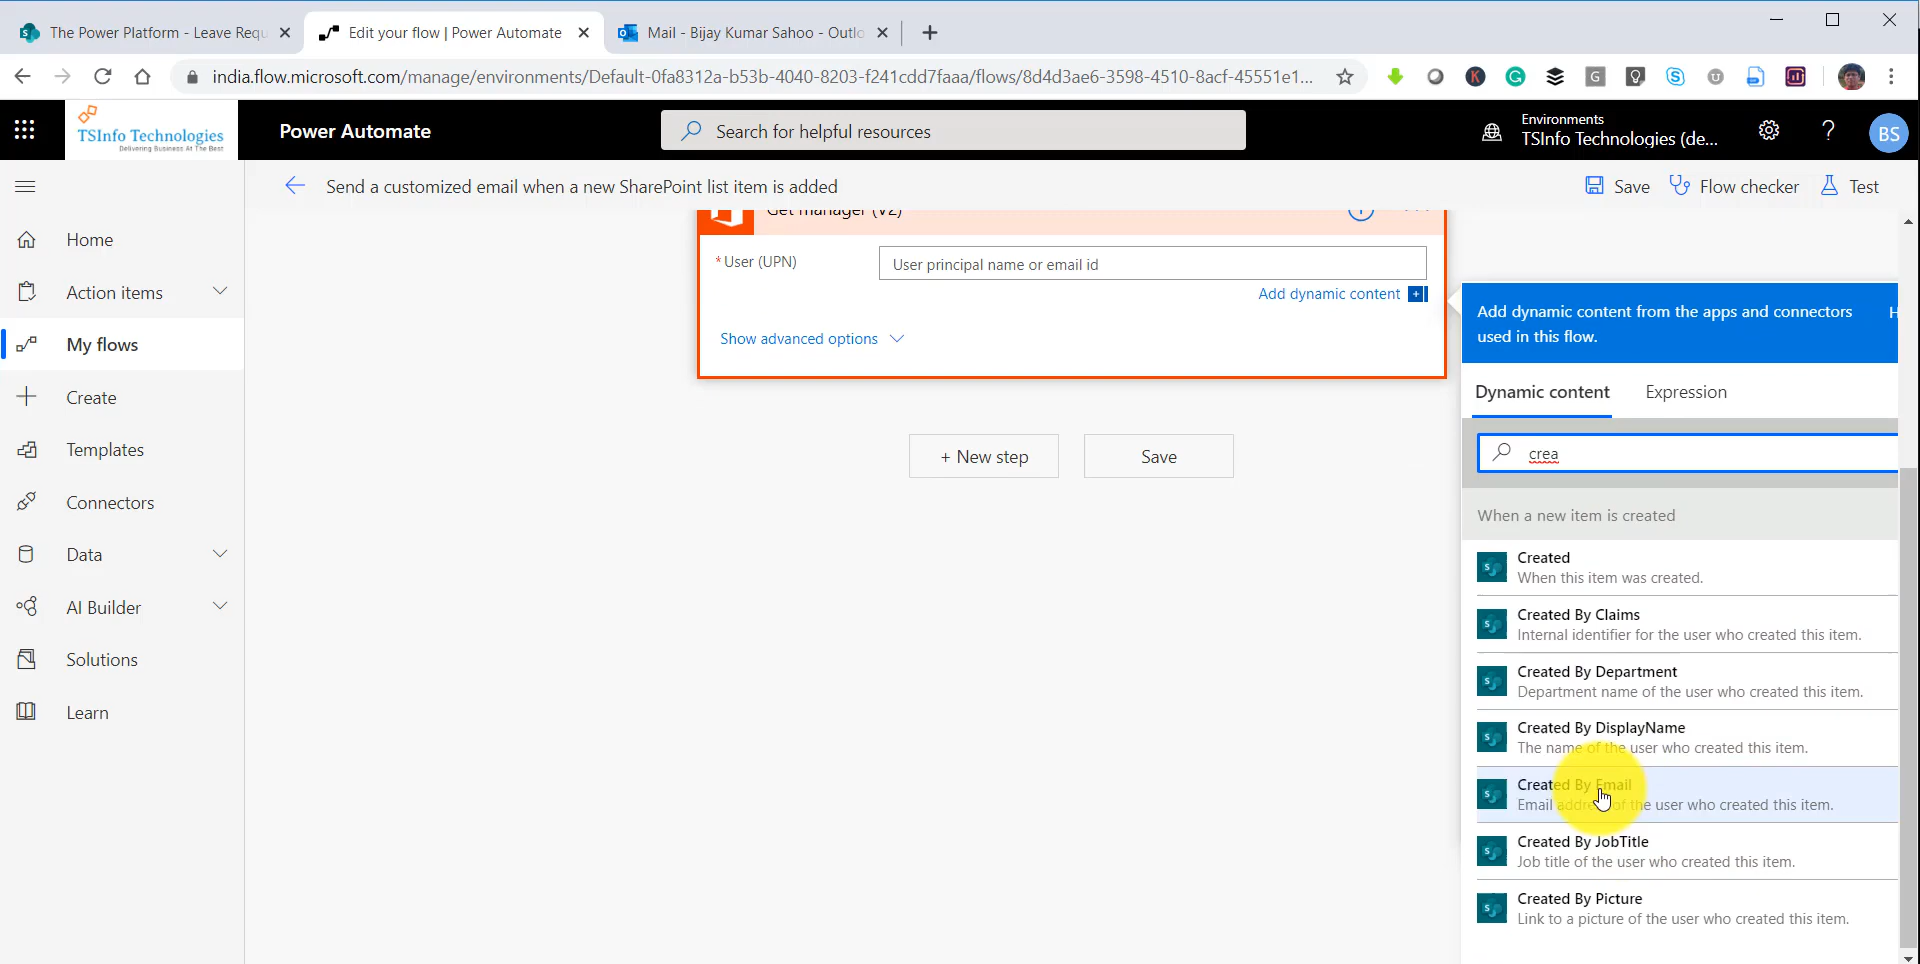 The Power Platform - Leave Requ
Edit your flow | Power Automate
Mail - Bijay Kumar Sahoo - Outlo
india.flow.microsoft.com/manage/environments/Default-0fa8312a-b53b-4040-8203-f241cdd7faaa/flows/8d4d3ae6-3598-4510-8acf-45551e1...
TSInfo Technologies
Delivering Business At The Best
Power Automate
Search for helpful resources
Environments
TSInfo Technologies (de...
BS
Send a customized email when a new SharePoint list item is added
Save
Flow checker
Test
Home
Action items
My flows
Create
Templates
Connectors
Data
AI Builder
Solutions
Learn
Get manager (V2)
* User (UPN)
User principal name or email id
Add dynamic content
Show advanced options
+ New step
Save
Add dynamic content from the apps and connectors
used in this flow.
H
Dynamic content
Expression
crea
When a new item is created
Created
When this item was created.
Created By Claims
Internal identifier for the user who created this item.
Created By Department
Department name of the user who created this item.
Created By DisplayName
The name of the user who created this item.
Created By Email
Email address of the user who created this item.
Created By JobTitle
Job title of the user who created this item.
Created By Picture
Link to a picture of the user who created this item.